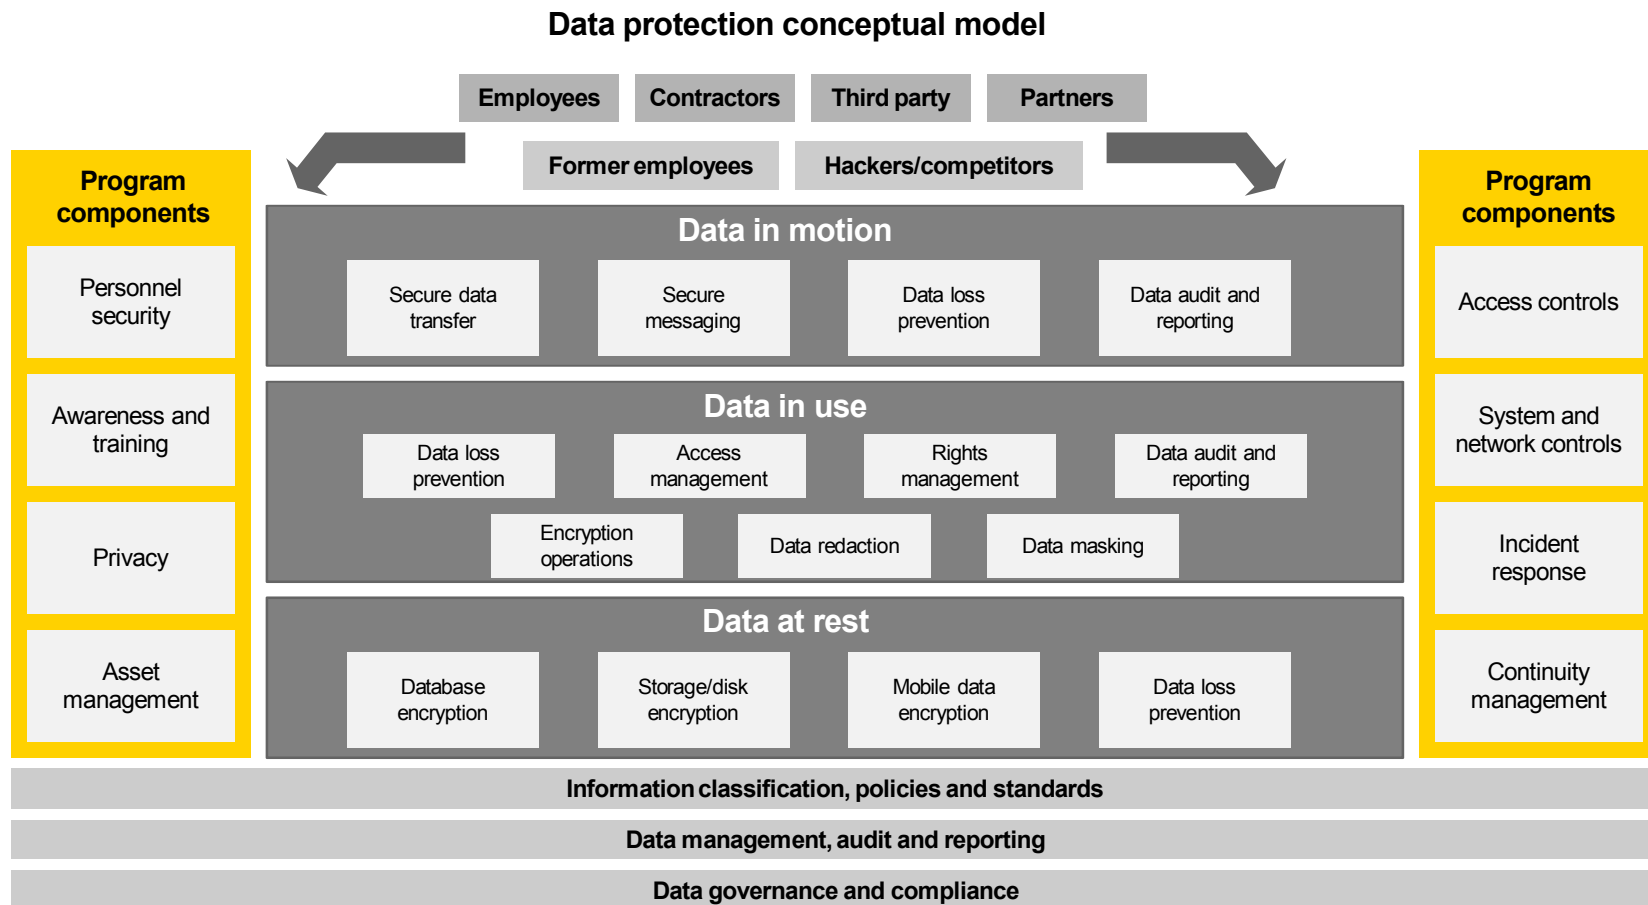 Data protection conceptual model
Employees
Contractors
Third party
Partners
Former employees
Hackers/competitors
Program
components
Personnel
security
Awareness and
training
Privacy
Asset
management
Data in motion
Secure data
transfer
Secure
messaging
Data loss
prevention
Data audit and
reporting
Data in use
Data loss
prevention
Access
management
Rights
management
Data audit and
reporting
Encryption
operations
Data redaction
Data masking
Data at rest
Database
encryption
Storage/disk
encryption
Mobile data
encryption
Data loss
prevention
Program
components
Access controls
System and
network controls
Incident
response
Continuity
management
Information classification, policies and standards
Data management, audit and reporting
Data governance and compliance